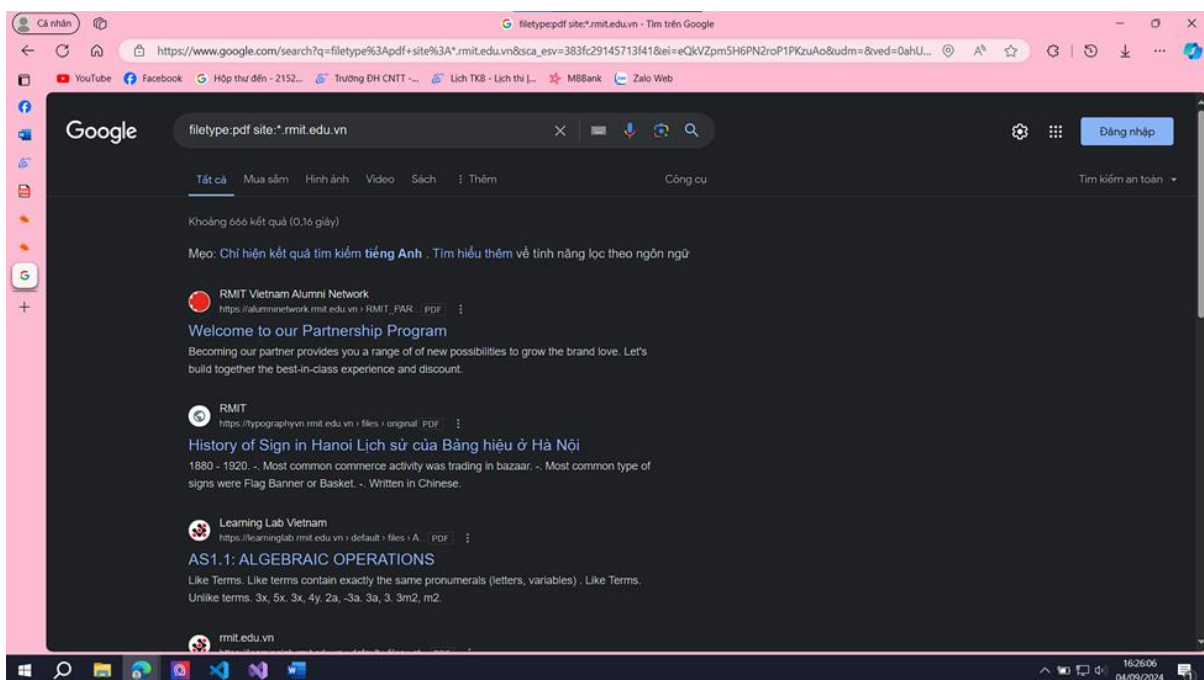 Cá nhân
filetype:pdf site:*.rmit.edu.vn - Tìm trên Google
https://www.google.com/search?q=filetype%3Apdf+site%3A*.rmit.edu.vn&sca_esv=383fc29145713f41&ei=eQkVZpm5H6PN2roP1PKzuAo&udm=&ved=0ahU...
YouTube Facebook Hộp thư đến - 2152... Trường ĐH CNTT -... Lịch TKB - Lịch thi |... MBBank Zalo Web
Google
filetype:pdf site:*.rmit.edu.vn
Đăng nhập
Tất cả Mua sắm Hình ảnh Video Sách : Thêm Công cụ Tìm kiếm an toàn
Khoảng 666 kết quả (0,16 giây)
Mẹo: Chỉ hiện kết quả tìm kiếm tiếng Anh . Tìm hiểu thêm về tính năng lọc theo ngôn ngữ
RMIT Vietnam Alumni Network
https://alumninetwork.rmit.edu.vn › RMIT_PAR... PDF
Welcome to our Partnership Program
Becoming our partner provides you a range of of new possibilities to grow the brand love. Let's
build together the best-in-class experience and discount.
RMIT
https://typographyvn.rmit.edu.vn › files › original PDF
History of Sign in Hanoi Lịch sử của Bảng hiệu ở Hà Nội
1880 - 1920. -. Most common commerce activity was trading in bazaar. -. Most common type of
signs were Flag Banner or Basket. -. Written in Chinese.
Learning Lab Vietnam
https://learninglab.rmit.edu.vn › default › files › A... PDF
AS1.1: ALGEBRAIC OPERATIONS
Like Terms. Like terms contain exactly the same pronumerals (letters, variables) . Like Terms.
Unlike terms. 3x, 5x. 3x, 4y. 2a, -3a. 3a, 3. 3m2, m2.
rmit.edu.vn
16:26:06
04/09/2024